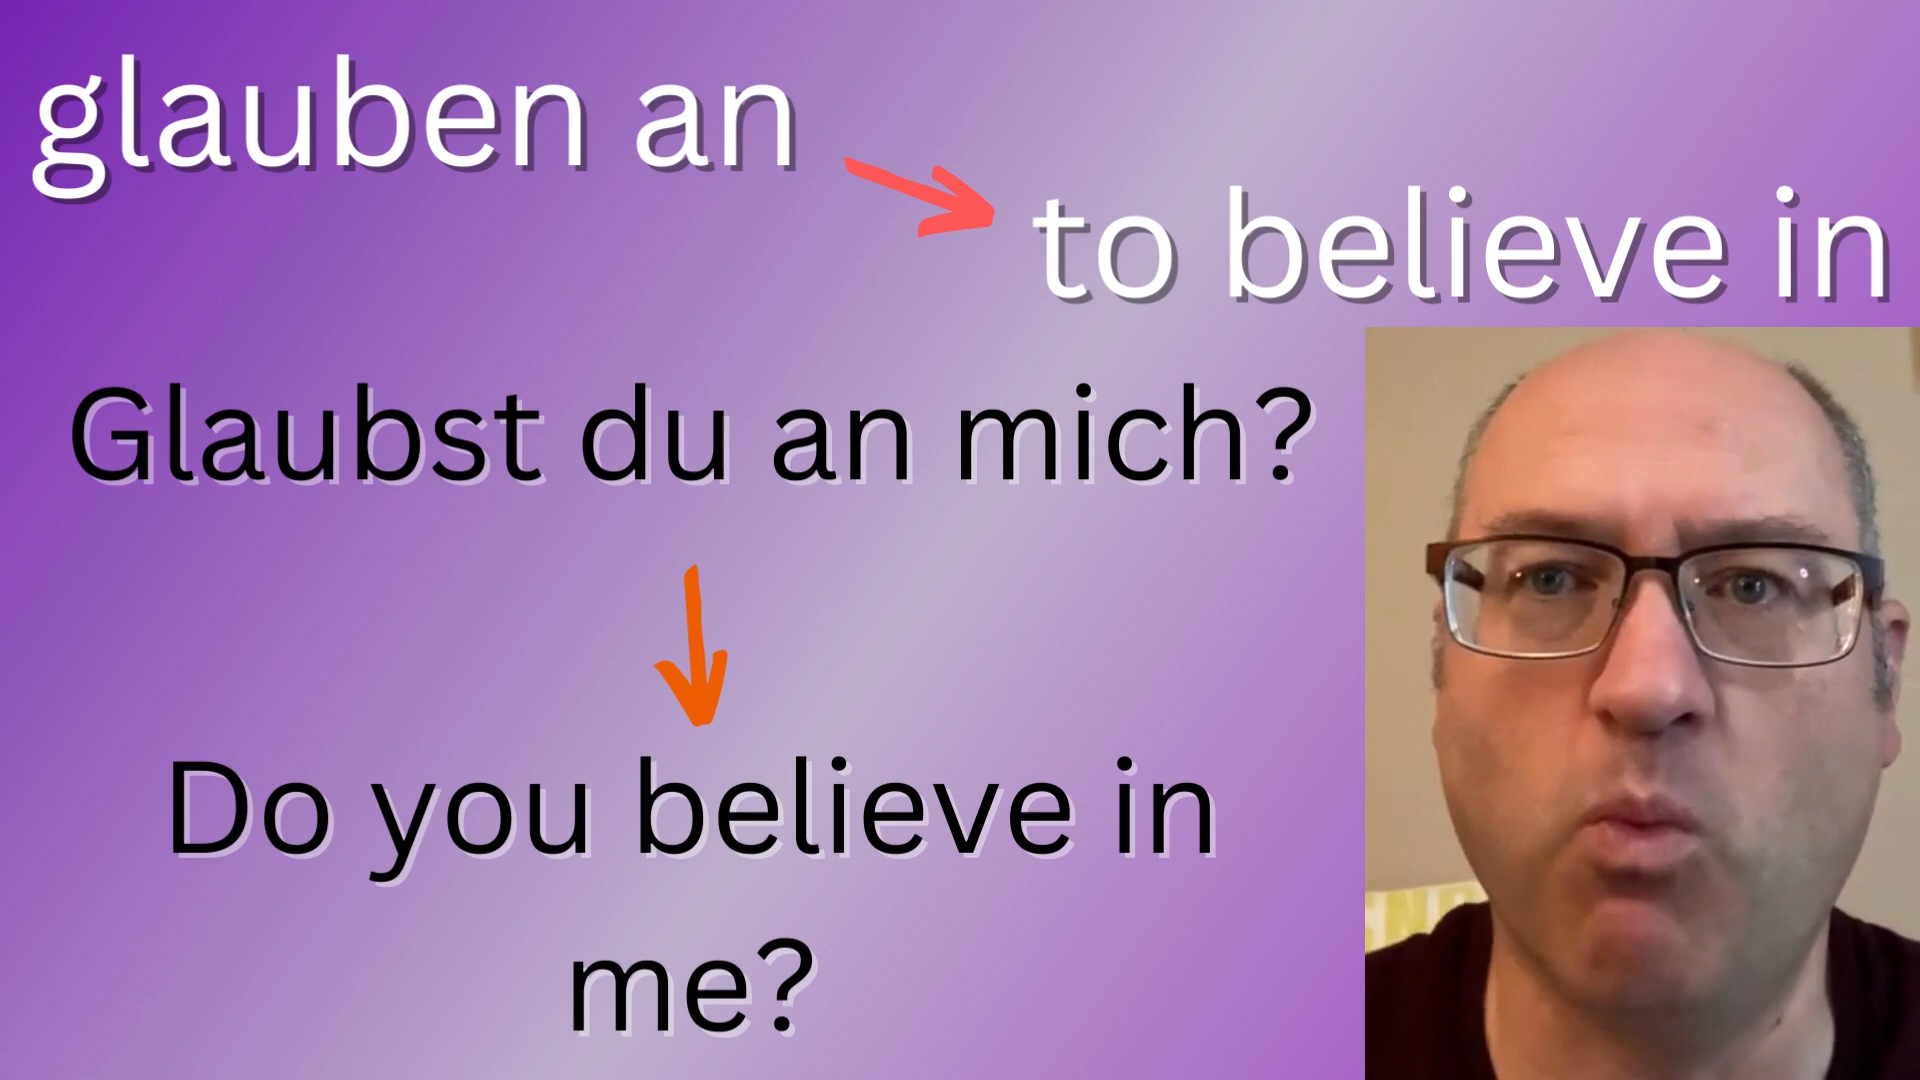 glauben an
to believe in
Glaubst du an mich?
Do you believe in
me?